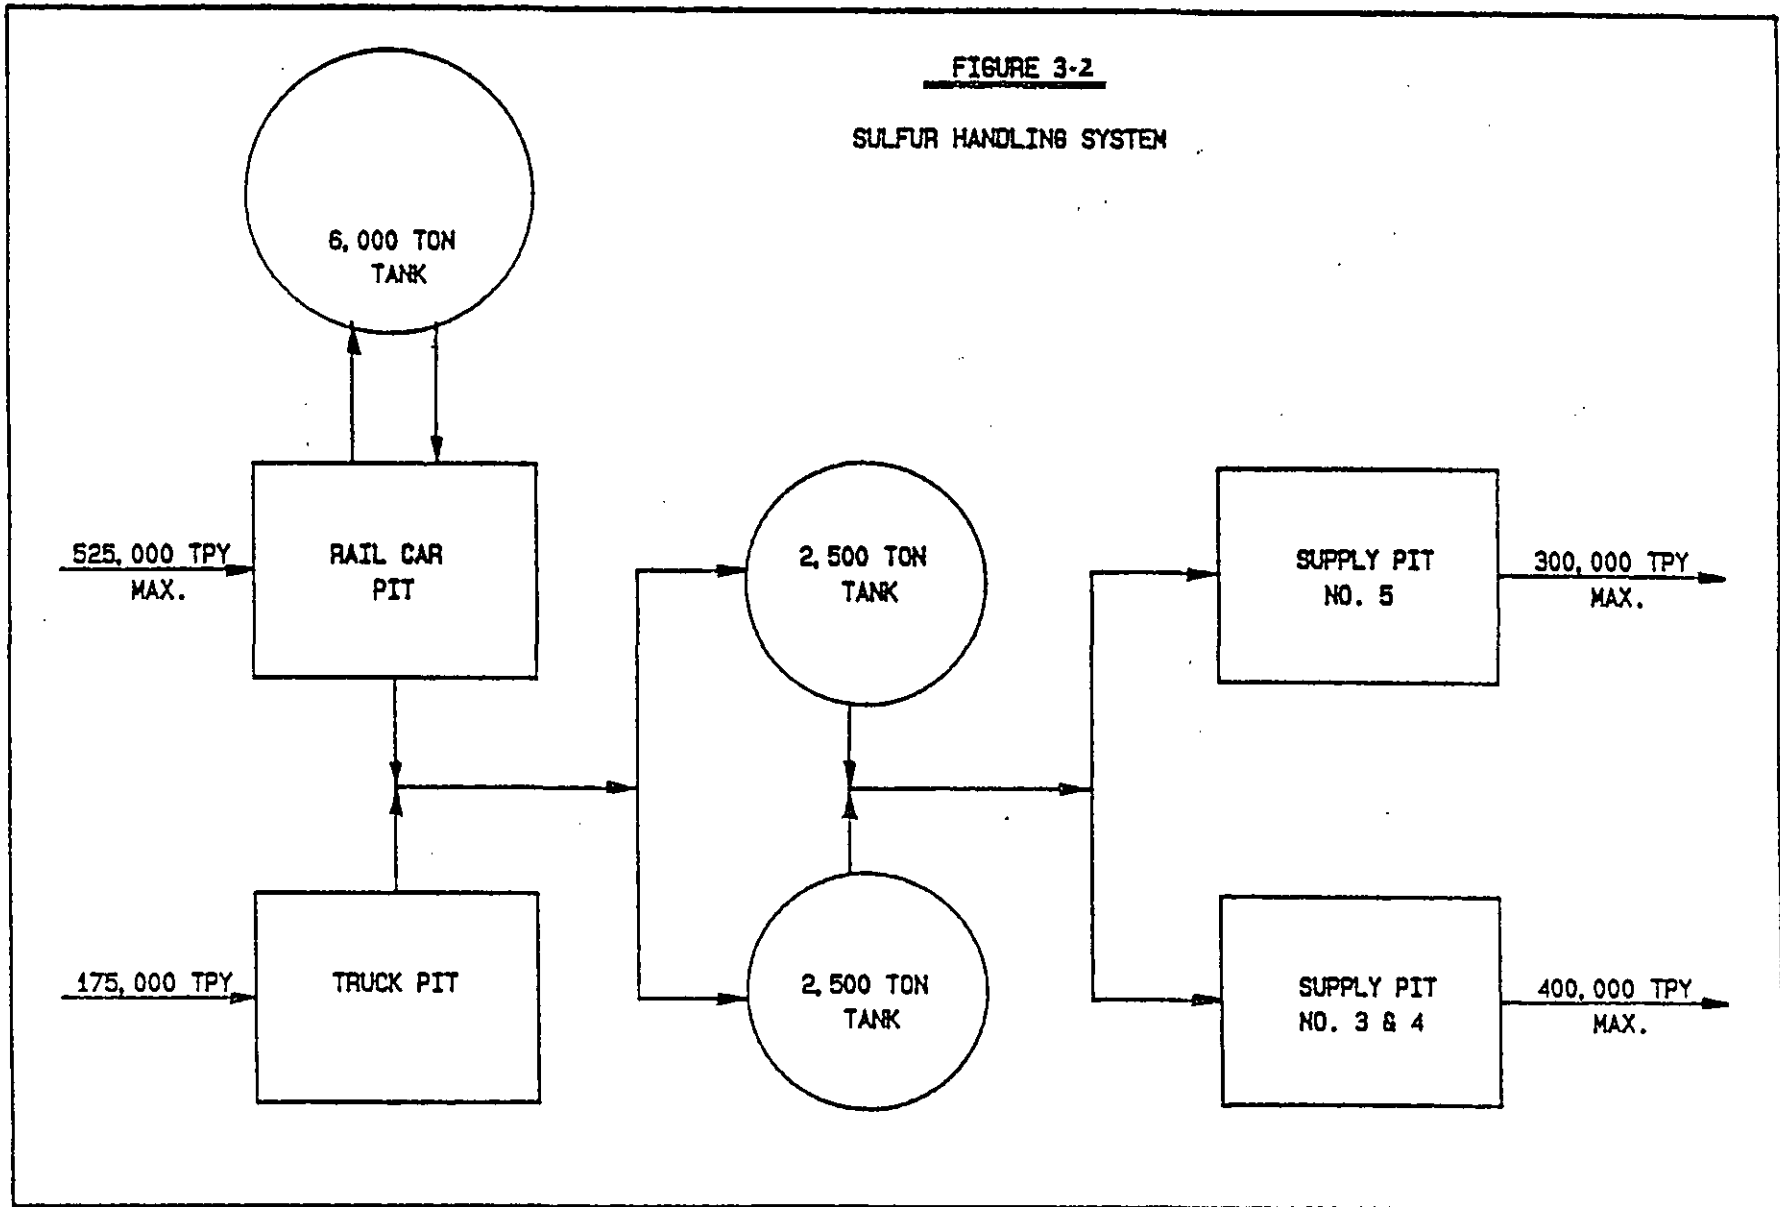 FIGURE 3-2
SULFUR HANDLING SYSTEM
6,000 TON
TANK
525,000 TPY
MAX.
RAIL CAR
PIT
2,500 TON
TANK
SUPPLY PIT
NO. 5
300,000 TPY
MAX.
175,000 TPY
TRUCK PIT
2,500 TON
TANK
SUPPLY PIT
NO. 3 & 4
400,000 TPY
MAX.